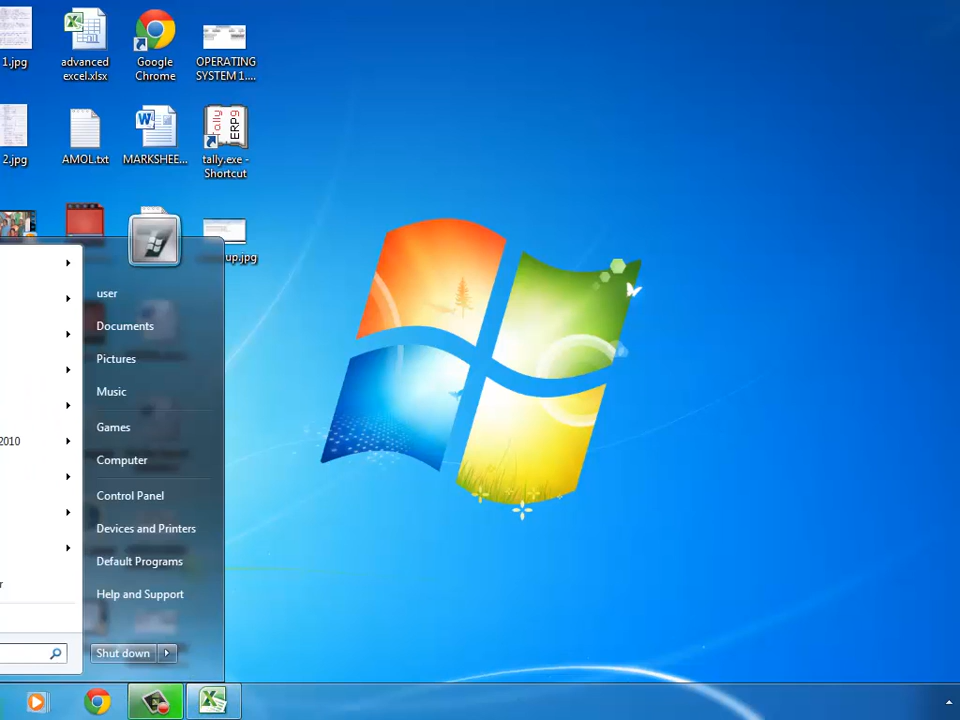 1.jpg
advanced
excel.xlsx
Google
Chrome
OPERATING
SYSTEM 1....
2.jpg
AMOL.txt
MARKSHEE...
Tally
ERP9
tally.exe -
Shortcut
up.jpg
user
Documents
Pictures
Music
Games
2010
Computer
Control Panel
Devices and Printers
Default Programs
Help and Support
Shut down